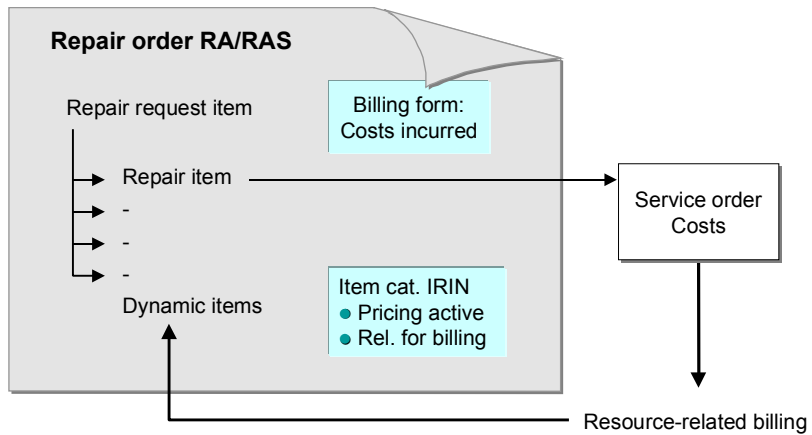 Repair order RA/RAS
Billing form:
Costs incurred
Repair request item
Repair item
-
-
-
Dynamic items
Service order
Costs
Item cat. IRIN
● Pricing active
● Rel. for billing
Resource-related billing